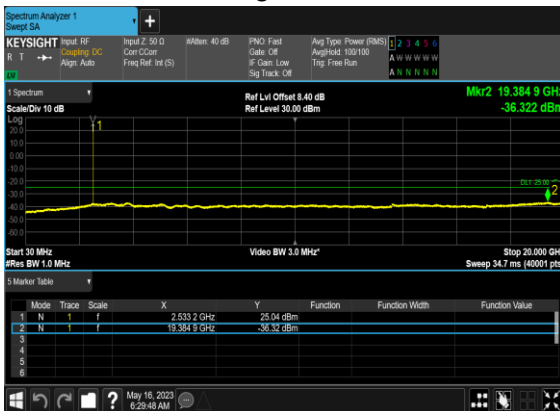 Spectrum Analyzer 1
Swept SA
+
KEYSIGHT Input: RF Input Z: 50 Ω #Atten: 40 dB PNO: Fast Avg Type: Power (RMS) 1 2 3 4 5 6
R T Coupling: DC Corr CCorr Gate: Off Avg|Hold: 100/100 A W W W W W
Align: Auto Freq Ref: Int (S) IF Gain: Low Trig: Free Run
LV Sig Track: Off A N N N N N
1 Spectrum Ref Lvl Offset 8.40 dB Mkr2 19.384 9 GHz
Scale/Div 10 dB Ref Level 30.00 dBm -36.322 dBm
Log
20.0
1
10.0
0.00
-10.0
-20.0
-30.0
2
-40.0
-50.0
-60.0
Start 30 MHz Video BW 3.0 MHz* Stop 20.000 GHz
#Res BW 1.0 MHz Sweep 34.7 ms (40001 pts)
5 Marker Table
Mode Trace Scale X Y Function Function Width Function Value
1 N 1 f 2.533 2 GHz 25.04 dBm
2 N 1 f 19.384 9 GHz -36.32 dBm
3
4
5
6
? May 16, 2023
6:29:48 AM